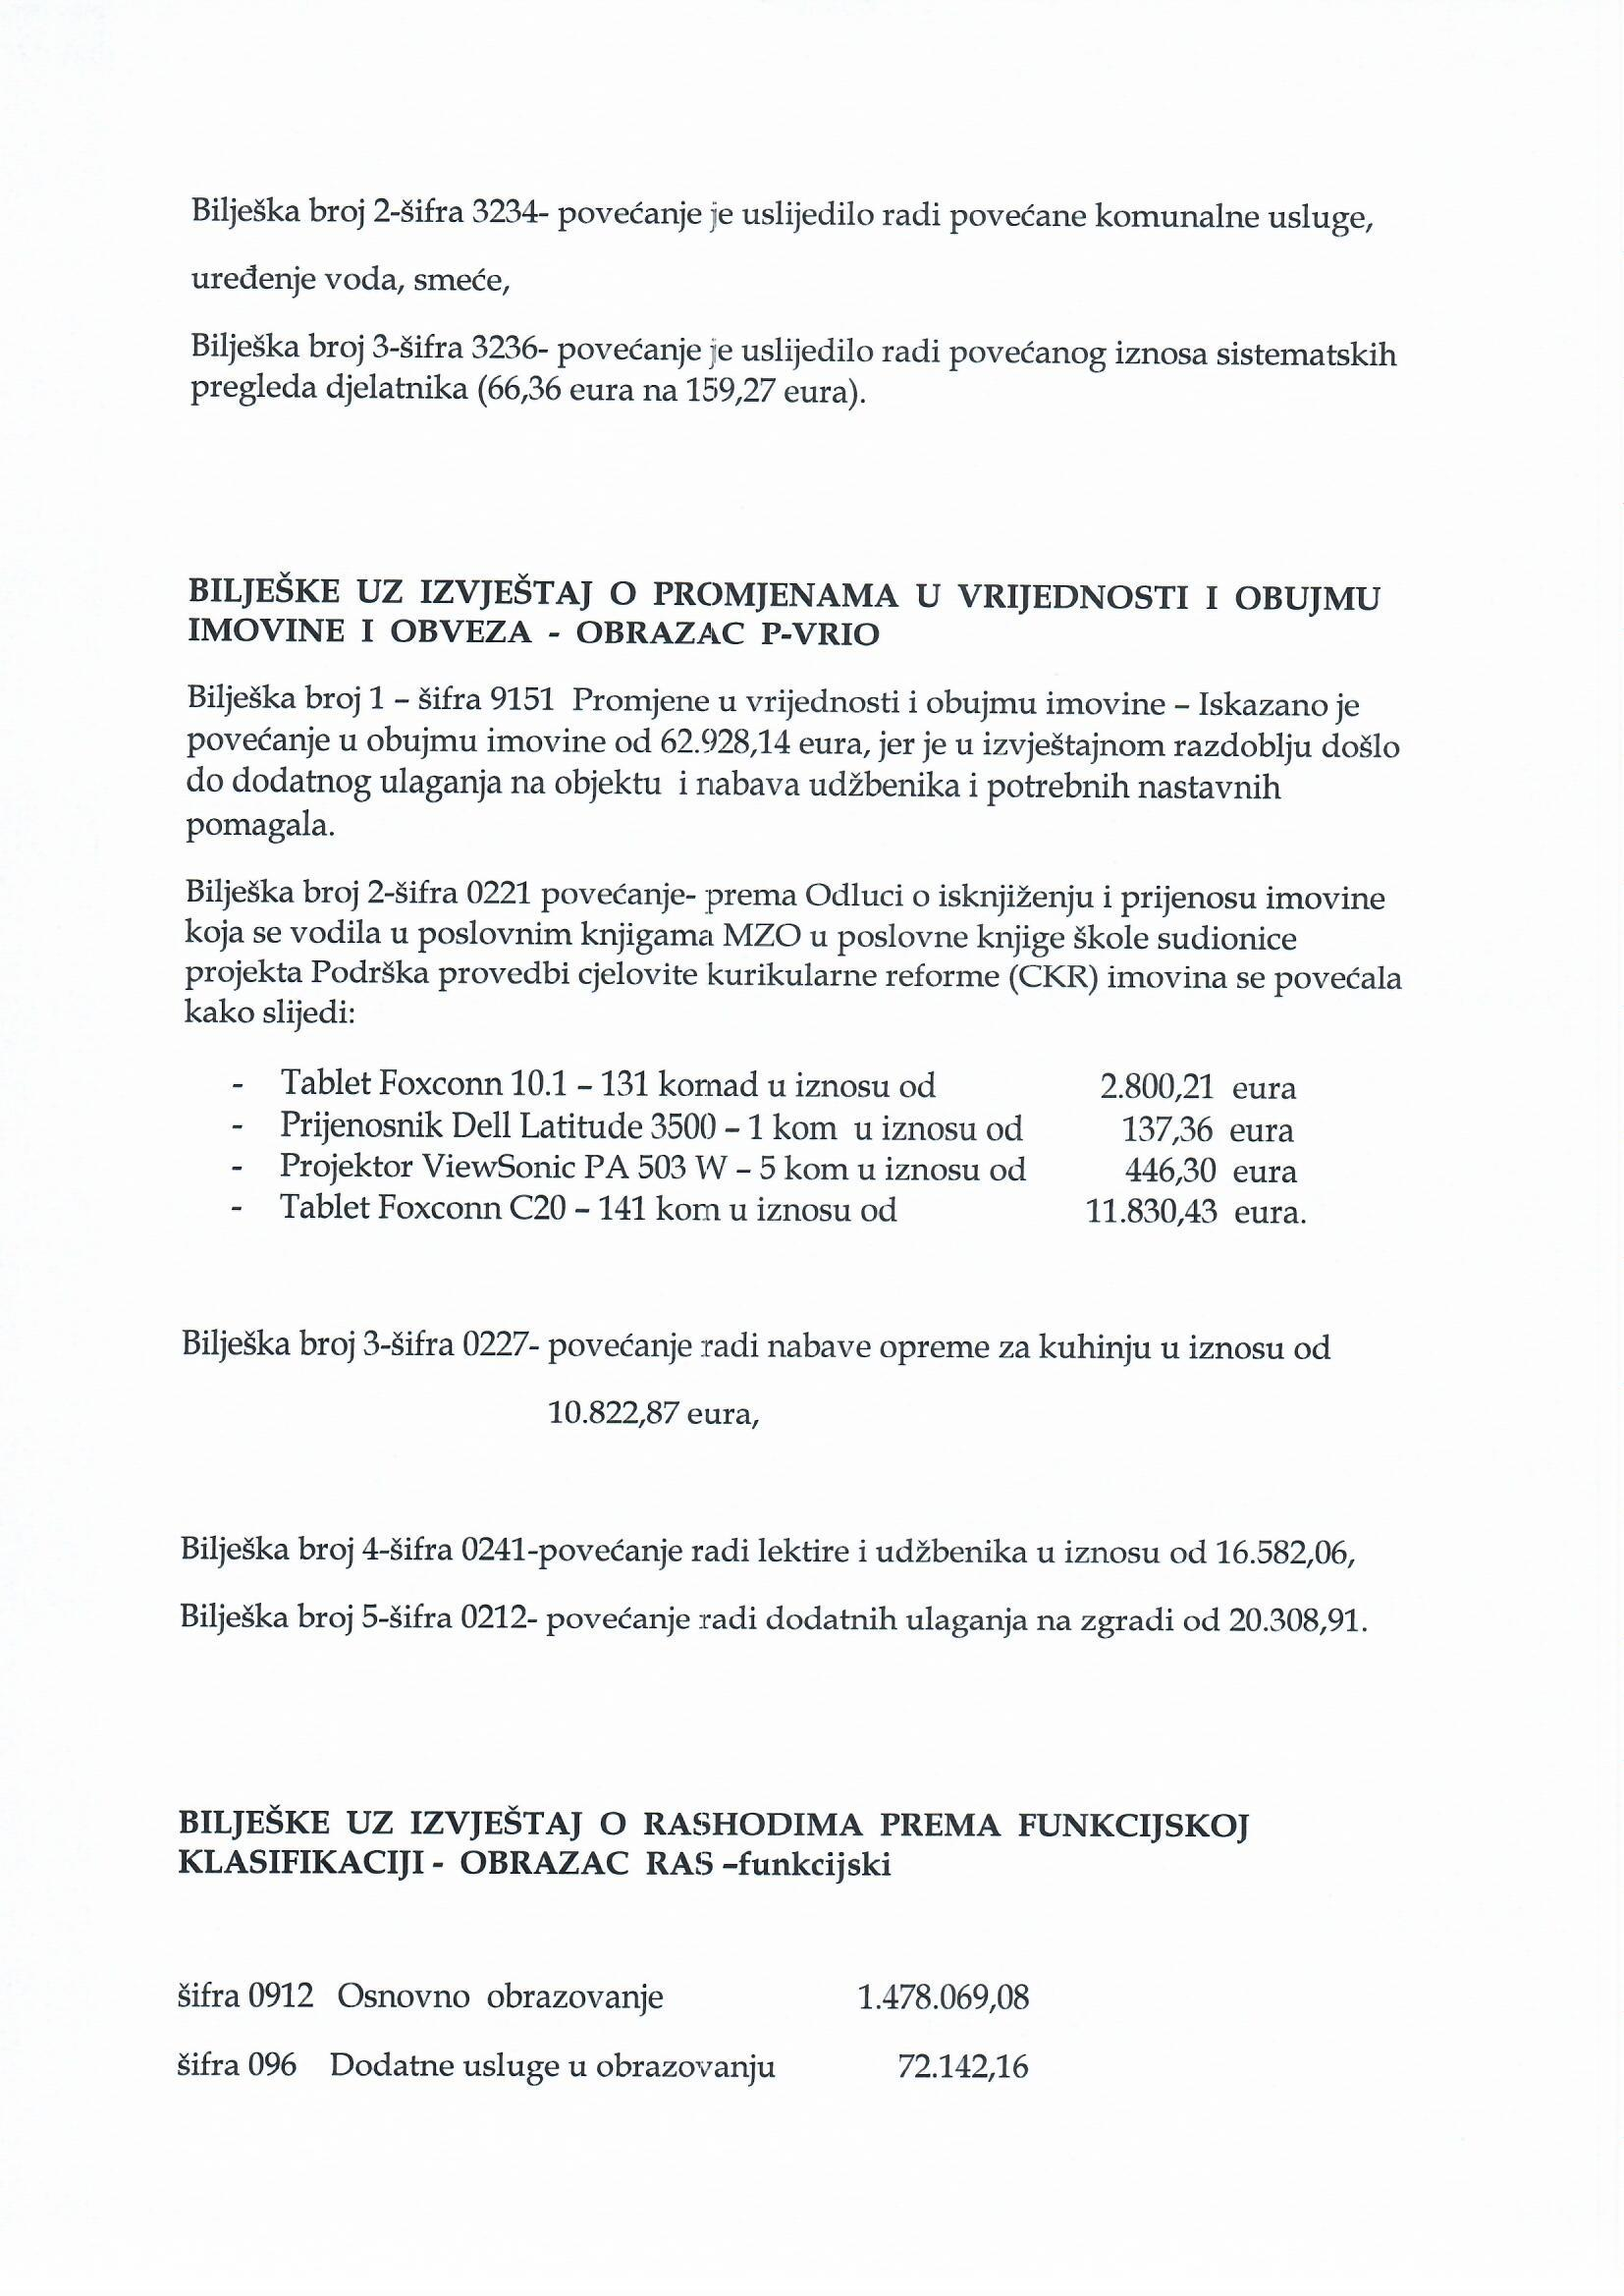 Bilješka broj 2-šifra 3234- povećanje je uslijedilo radi povećane komunalne usluge,
uređenje voda, smeće,
Bilješka broj 3-šifra 3236- povećanje je uslijedilo radi povećanog iznosa sistematskih
pregleda djelatnika (66,36 eura na 159,27 eura).
BILJEŠKE UZ IZVJEŠTAJ O PROMJENAMA U VRIJEDNOSTI I OBUJMU
IMOVINE I OBVEZA - OBRAZAC P-VRIO
Bilješka broj 1 – šifra 9151 Promjene u vrijednosti i obujmu imovine – Iskazano je
povećanje u obujmu imovine od 62.928,14 eura, jer je u izvještajnom razdoblju došlo
do dodatnog ulaganja na objektu i nabava udžbenika i potrebnih nastavnih
pomagala.
Bilješka broj 2-šifra 0221 povećanje- prema Odluci o isknjiženju i prijenosu imovine
koja se vodila u poslovnim knjigama MZO u poslovne knjige škole sudionice
projekta Podrška provedbi cjelovite kurikularne reforme (CKR) imovina se povećala
kako slijedi:
- Tablet Foxconn 10.1 – 131 komad u iznosu od 2.800,21 eura
- Prijenosnik Dell Latitude 3500 – 1 kom u iznosu od 137,36 eura
- Projektor ViewSonic PA 503 W – 5 kom u iznosu od 446,30 eura
- Tablet Foxconn C20 – 141 kom u iznosu od 11.830,43 eura.
Bilješka broj 3-šifra 0227- povećanje radi nabave opreme za kuhinju u iznosu od
10.822,87 eura,
Bilješka broj 4-šifra 0241-povećanje radi lektire i udžbenika u iznosu od 16.582,06,
Bilješka broj 5-šifra 0212- povećanje radi dodatnih ulaganja na zgradi od 20.308,91.
BILJEŠKE UZ IZVJEŠTAJ O RASHODIMA PREMA FUNKCIJSKOJ
KLASIFIKACIJI - OBRAZAC RAS –funkcijski
šifra 0912 Osnovno obrazovanje 1.478.069,08
šifra 096 Dodatne usluge u obrazovanju 72.142,16